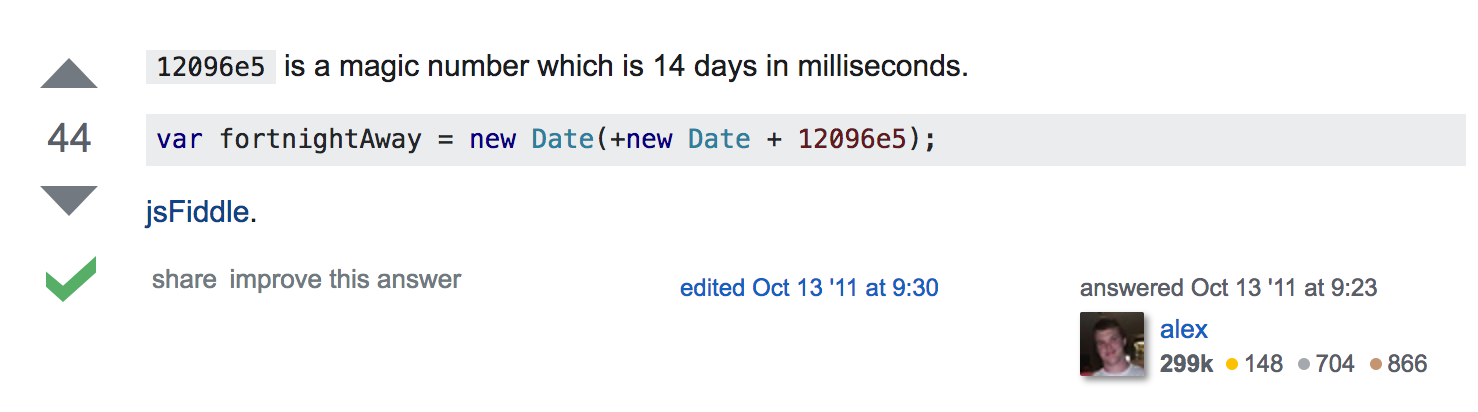 12096e5 is a magic number which is 14 days in milliseconds.
44
var fortnightAway = new Date(+new Date + 12096e5);
jsFiddle.
share improve this answer
edited Oct 13 '11 at 9:30
answered Oct 13 '11 at 9:23
alex
299k 148 704 866